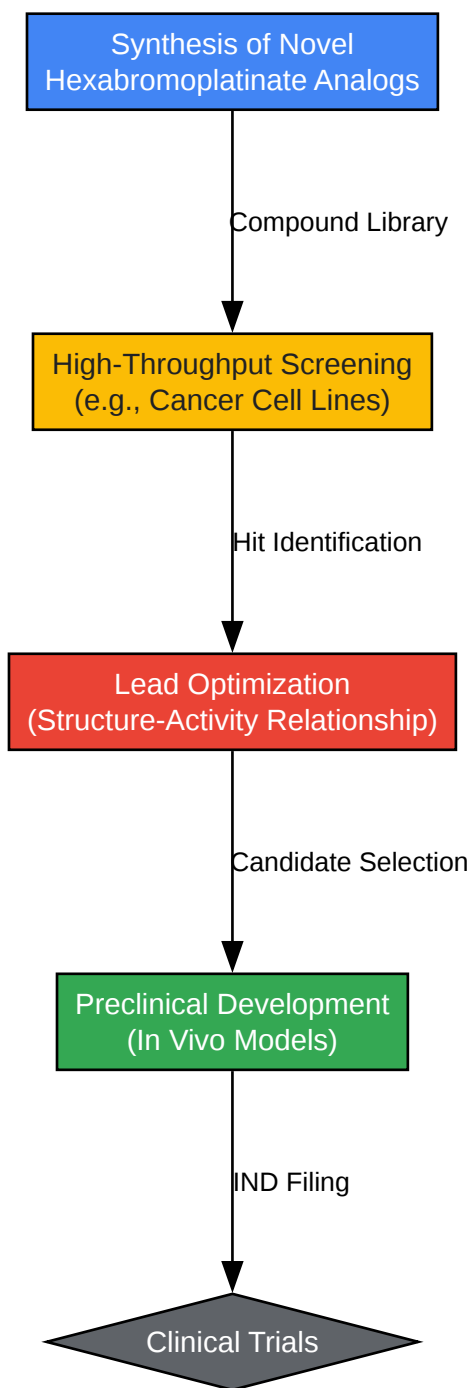 Synthesis of Novel
Hexabromoplatinate Analogs
Compound Library
High-Throughput Screening
(e.g., Cancer Cell Lines)
Hit Identification
Lead Optimization
(Structure-Activity Relationship)
Candidate Selection
Preclinical Development
(In Vivo Models)
IND Filing
Clinical Trials